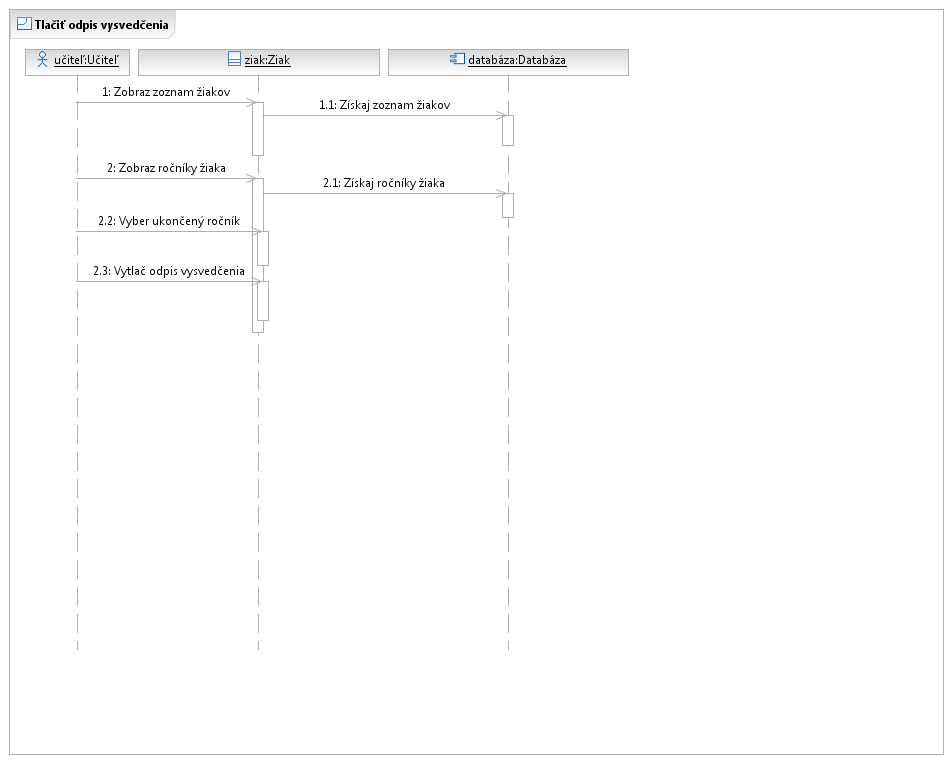 Tlačiť odpis vysvedčenia
učiteľ:Učiteľ
ziak:Ziak
databáza:Databáza
1: Zobraz zoznam žiakov
1.1: Získaj zoznam žiakov
2: Zobraz ročníky žiaka
2.1: Získaj ročníky žiaka
2.2: Vyber ukončený ročník
2.3: Vytlač odpis vysvedčenia